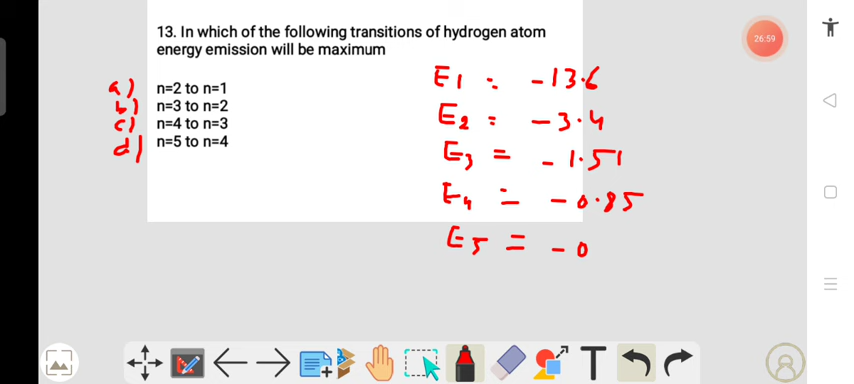 13. In which of the following transitions of hydrogen atom
energy emission will be maximum
a) n=2 to n=1
b) n=3 to n=2
c) n=4 to n=3
d) n=5 to n=4
E1 = -13.6
E2 = -3.4
E3 = -1.51
E4 = -0.85
E5 = -0
26:59
T